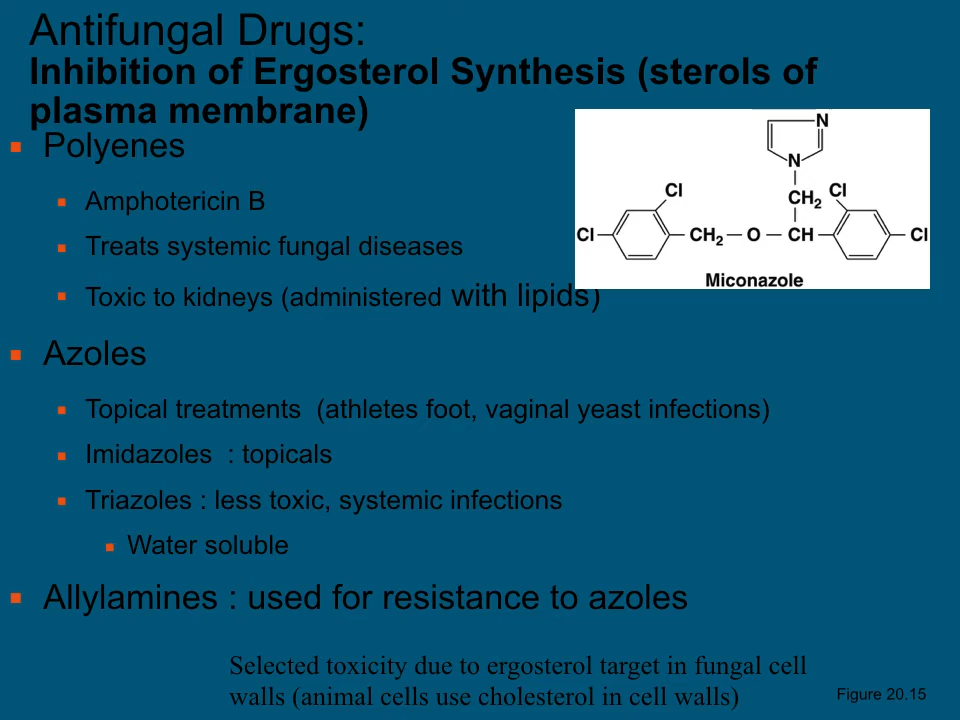 Antifungal Drugs:
Inhibition of Ergosterol Synthesis (sterols of
plasma membrane)
Polyenes
Amphotericin B
Treats systemic fungal diseases
Toxic to kidneys (administered with lipids)
N
N
Cl
CH2
Cl
Cl
CH2
O
CH
Cl
Miconazole
Azoles
Topical treatments (athletes foot, vaginal yeast infections)
Imidazoles : topicals
Triazoles : less toxic, systemic infections
Water soluble
Allylamines : used for resistance to azoles
Selected toxicity due to ergosterol target in fungal cell
walls (animal cells use cholesterol in cell walls)
Figure 20.15